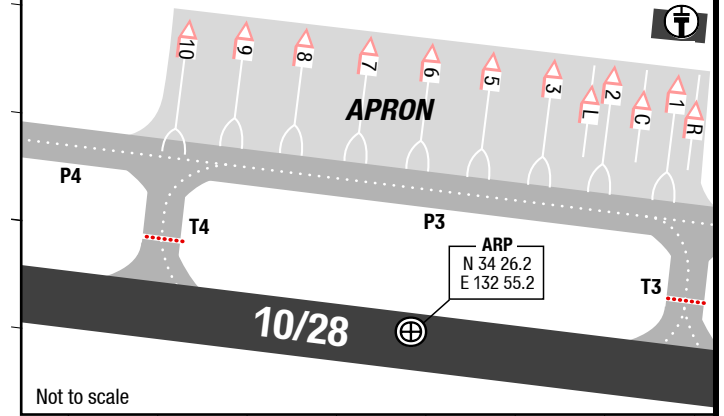 10
9
8
7
6
5
3
L
2
C
1
R
APRON
P4
T4
P3
ARP
N 34 26.2
E 132 55.2
T3
10/28
Not to scale